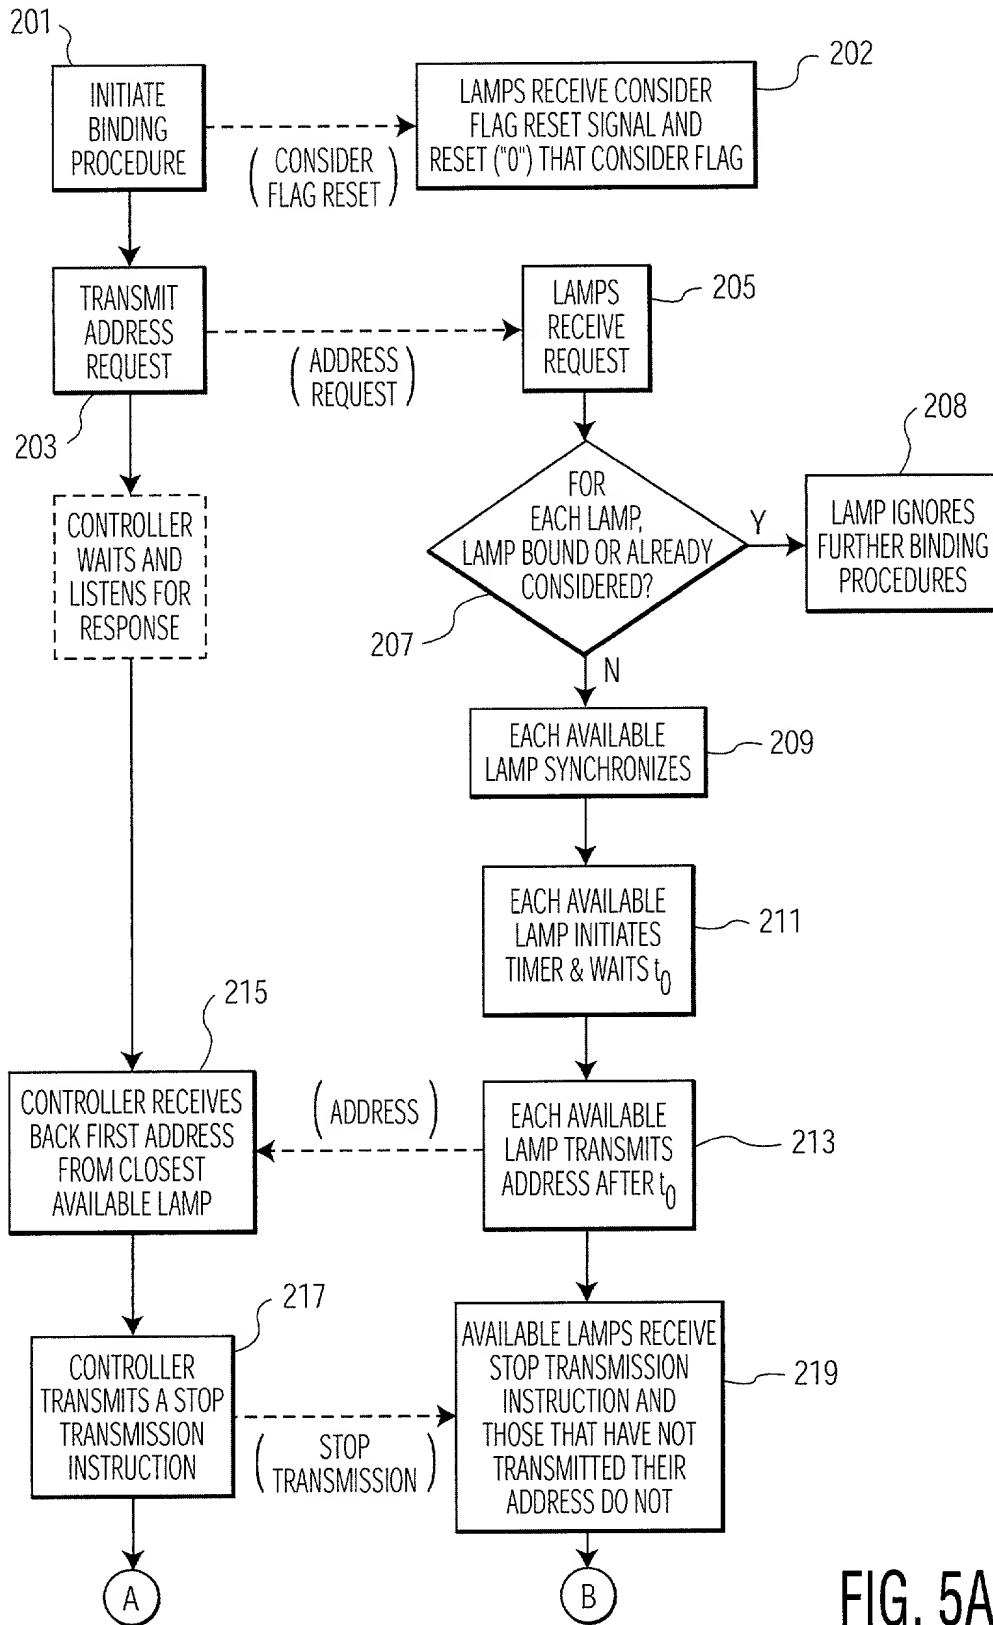 201
INITIATE
BINDING
PROCEDURE
(CONSIDER
FLAG RESET)
202
LAMPS RECEIVE CONSIDER
FLAG RESET SIGNAL AND
RESET ("0") THAT CONSIDER FLAG
TRANSMIT
ADDRESS
REQUEST
203
(ADDRESS
REQUEST)
LAMPS
RECEIVE
REQUEST
205
CONTROLLER
WAITS AND
LISTENS FOR
RESPONSE
FOR
EACH LAMP,
LAMP BOUND OR ALREADY
CONSIDERED?
207
Y
N
208
LAMP IGNORES
FURTHER BINDING
PROCEDURES
EACH AVAILABLE
LAMP SYNCHRONIZES
209
EACH AVAILABLE
LAMP INITIATES
TIMER & WAITS t0
211
215
CONTROLLER RECEIVES
BACK FIRST ADDRESS
FROM CLOSEST
AVAILABLE LAMP
(ADDRESS)
EACH AVAILABLE
LAMP TRANSMITS
ADDRESS AFTER t0
213
217
CONTROLLER
TRANSMITS A STOP
TRANSMISSION
INSTRUCTION
(STOP
TRANSMISSION)
AVAILABLE LAMPS RECEIVE
STOP TRANSMISSION
INSTRUCTION AND
THOSE THAT HAVE NOT
TRANSMITTED THEIR
ADDRESS DO NOT
219
A
B
FIG. 5A